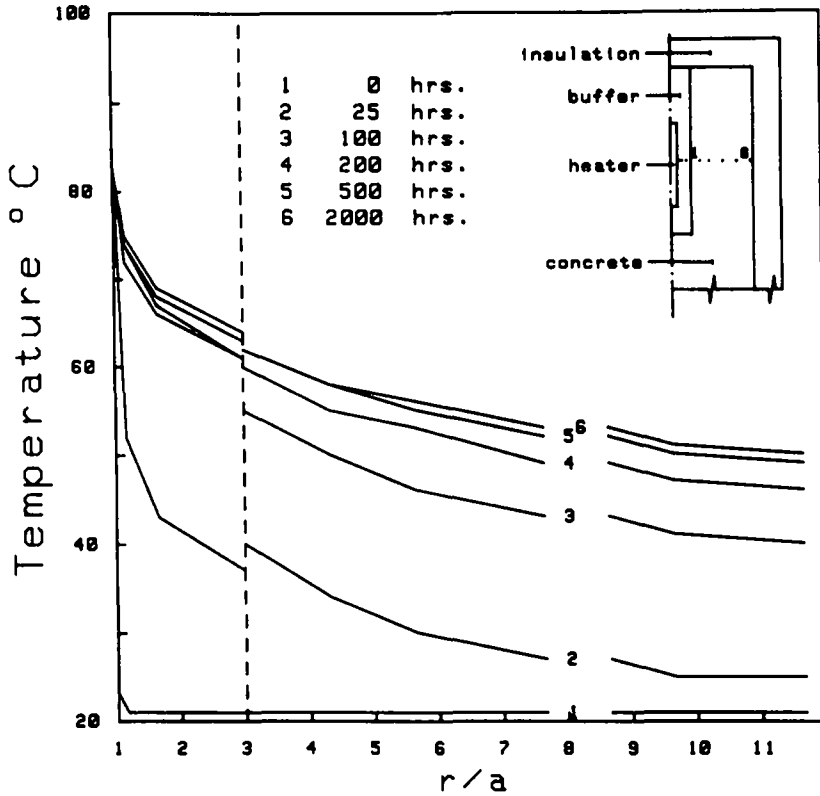 Temperature °C
100
80
60
40
20
1 0 hrs.
2 25 hrs.
3 100 hrs.
4 200 hrs.
5 500 hrs.
6 2000 hrs.
insulation
buffer
heater
concrete
1 6
6
5
4
3
2
1
1 2 3 4 5 6 7 8 9 10 11
r/a